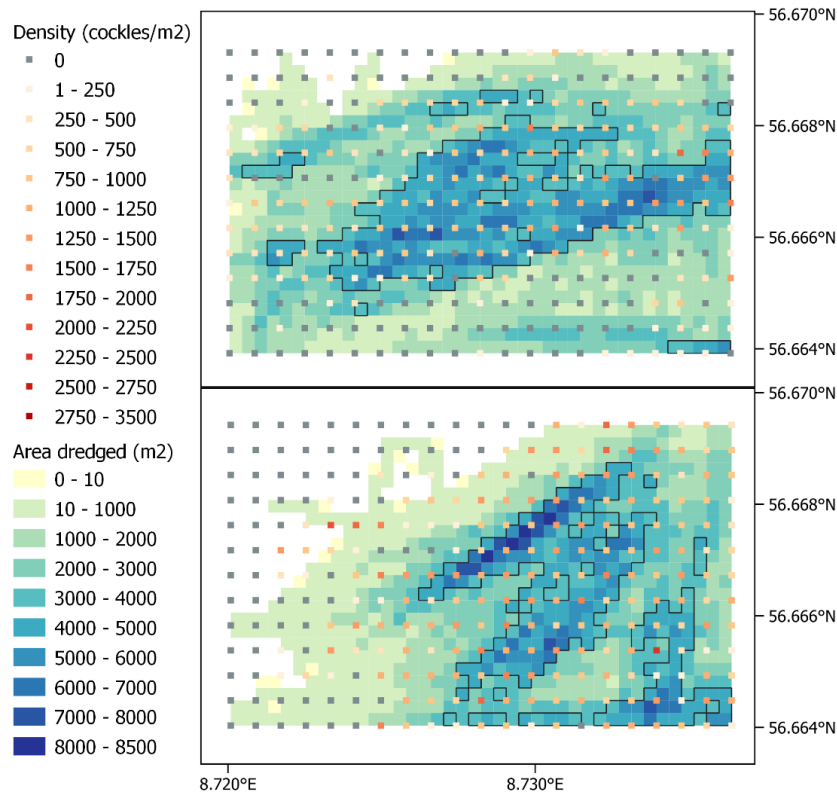 Density (cockles/m2)
0
1 - 250
250 - 500
500 - 750
750 - 1000
1000 - 1250
1250 - 1500
1500 - 1750
1750 - 2000
2000 - 2250
2250 - 2500
2500 - 2750
2750 - 3500
Area dredged (m2)
0 - 10
10 - 1000
1000 - 2000
2000 - 3000
3000 - 4000
4000 - 5000
5000 - 6000
6000 - 7000
7000 - 8000
8000 - 8500
56.670°N
56.668°N
56.666°N
56.664°N
56.670°N
56.668°N
56.666°N
56.664°N
8.720°E
8.730°E